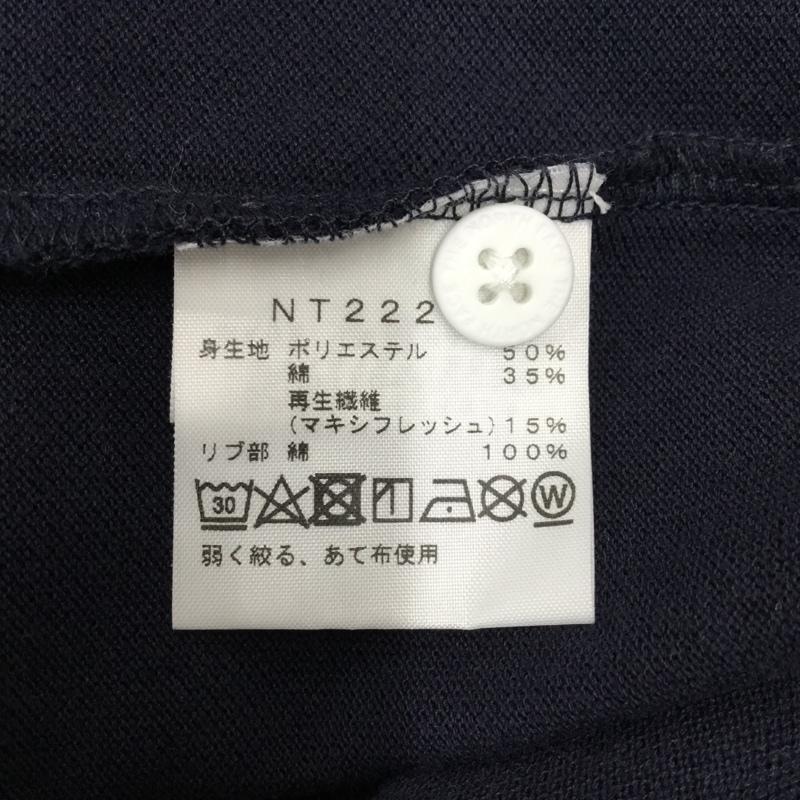 NT222
身生地 ポリエステル 50%
綿 35%
再生繊維
(マキシフレッシュ)15%
リブ部 綿 100%
30 W
弱く絞る、あて布使用